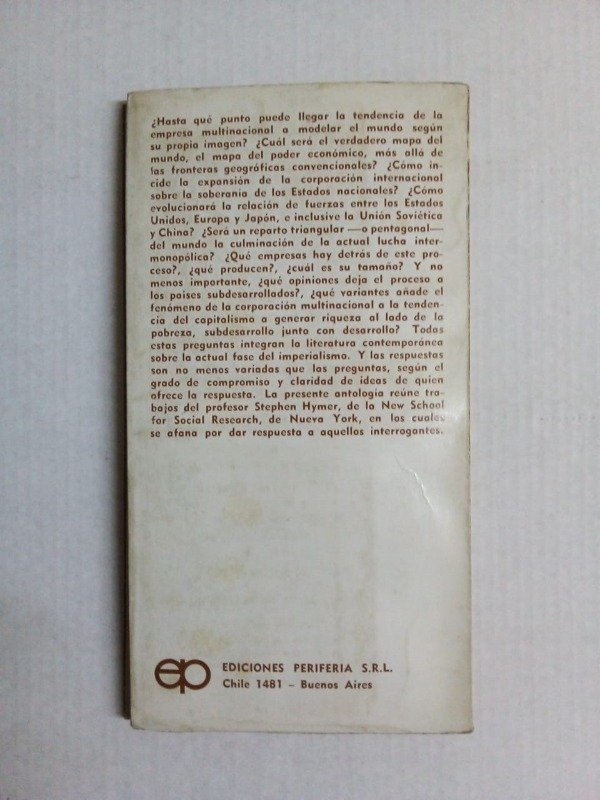 ¿Hasta qué punto puede llegar la tendencia de la
empresa multinacional a modelar el mundo según
su propia imagen? ¿Cuál será el verdadero mapa del
mundo, el mapa del poder económico, más allá de
las fronteras geográficas convencionales? ¿Cómo in-
cide la expansión de la corporación internacional
sobre la soberanía de los Estados nacionales? ¿Cómo
evolucionará la relación de fuerzas entre los Estados
Unidos, Europa y Japón, e inclusive la Unión Soviética
y China? ¿Será un reparto triangular —o pentagonal—
del mundo la culminación de la actual lucha inter-
monopólica? ¿Qué empresas hay detrás de este pro-
ceso?, ¿qué producen?, ¿cuál es su tamaño? Y no
menos importante, ¿qué opiniones deja el proceso a
los países subdesarrollados?, ¿qué variantes añade el
fenómeno de la corporación multinacional a la tenden-
cia del capitalismo a generar riqueza al lado de la
pobreza, subdesarrollo junto con desarrollo? Todas
estas preguntas integran la literatura contemporánea
sobre la actual fase del imperialismo. Y las respuestas
son no menos variadas que las preguntas, según el
grado de compromiso y claridad de ideas de quien
ofrece la respuesta. La presente antología reúne tra-
bajos del profesor Stephen Hymer, de la New School
for Social Research, de Nueva York, en los cuales
se afana por dar respuesta a aquellos interrogantes.
ep
EDICIONES PERIFERIA S.R.L.
Chile 1481 – Buenos Aires